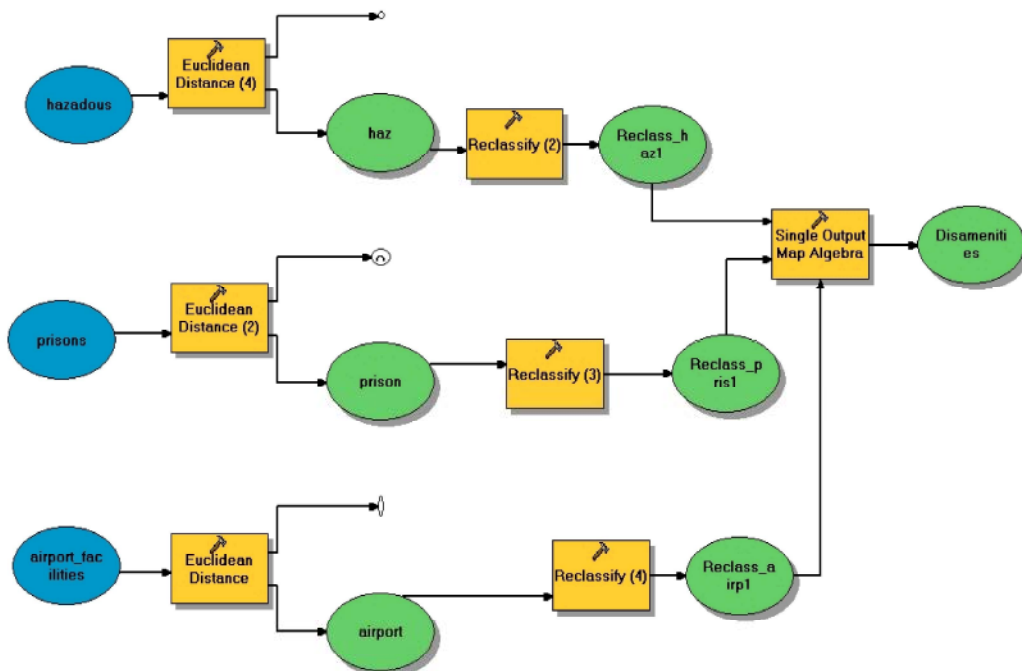 hazadous
Euclidean
Distance (4)
haz
Reclassify (2)
Reclass_h
az1
Single Output
Map Algebra
Disameniti
es
prisons
Euclidean
Distance (2)
prison
Reclassify (3)
Reclass_p
ris1
airport_fac
ilities
Euclidean
Distance
airport
Reclassify (4)
Reclass_a
irp1